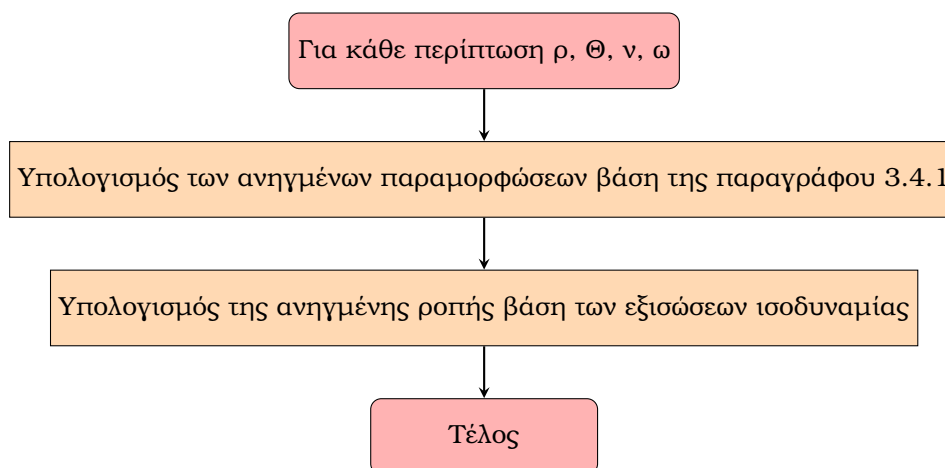 Για κάθε περίπτωση ρ, Θ, ν, ω
Υπολογισμός των ανηγμένων παραμορφώσεων βάση της παραγράφου 3.4.1
Υπολογισμός της ανηγμένης ροπής βάση των εξισώσεων ισοδυναμίας
Τέλος